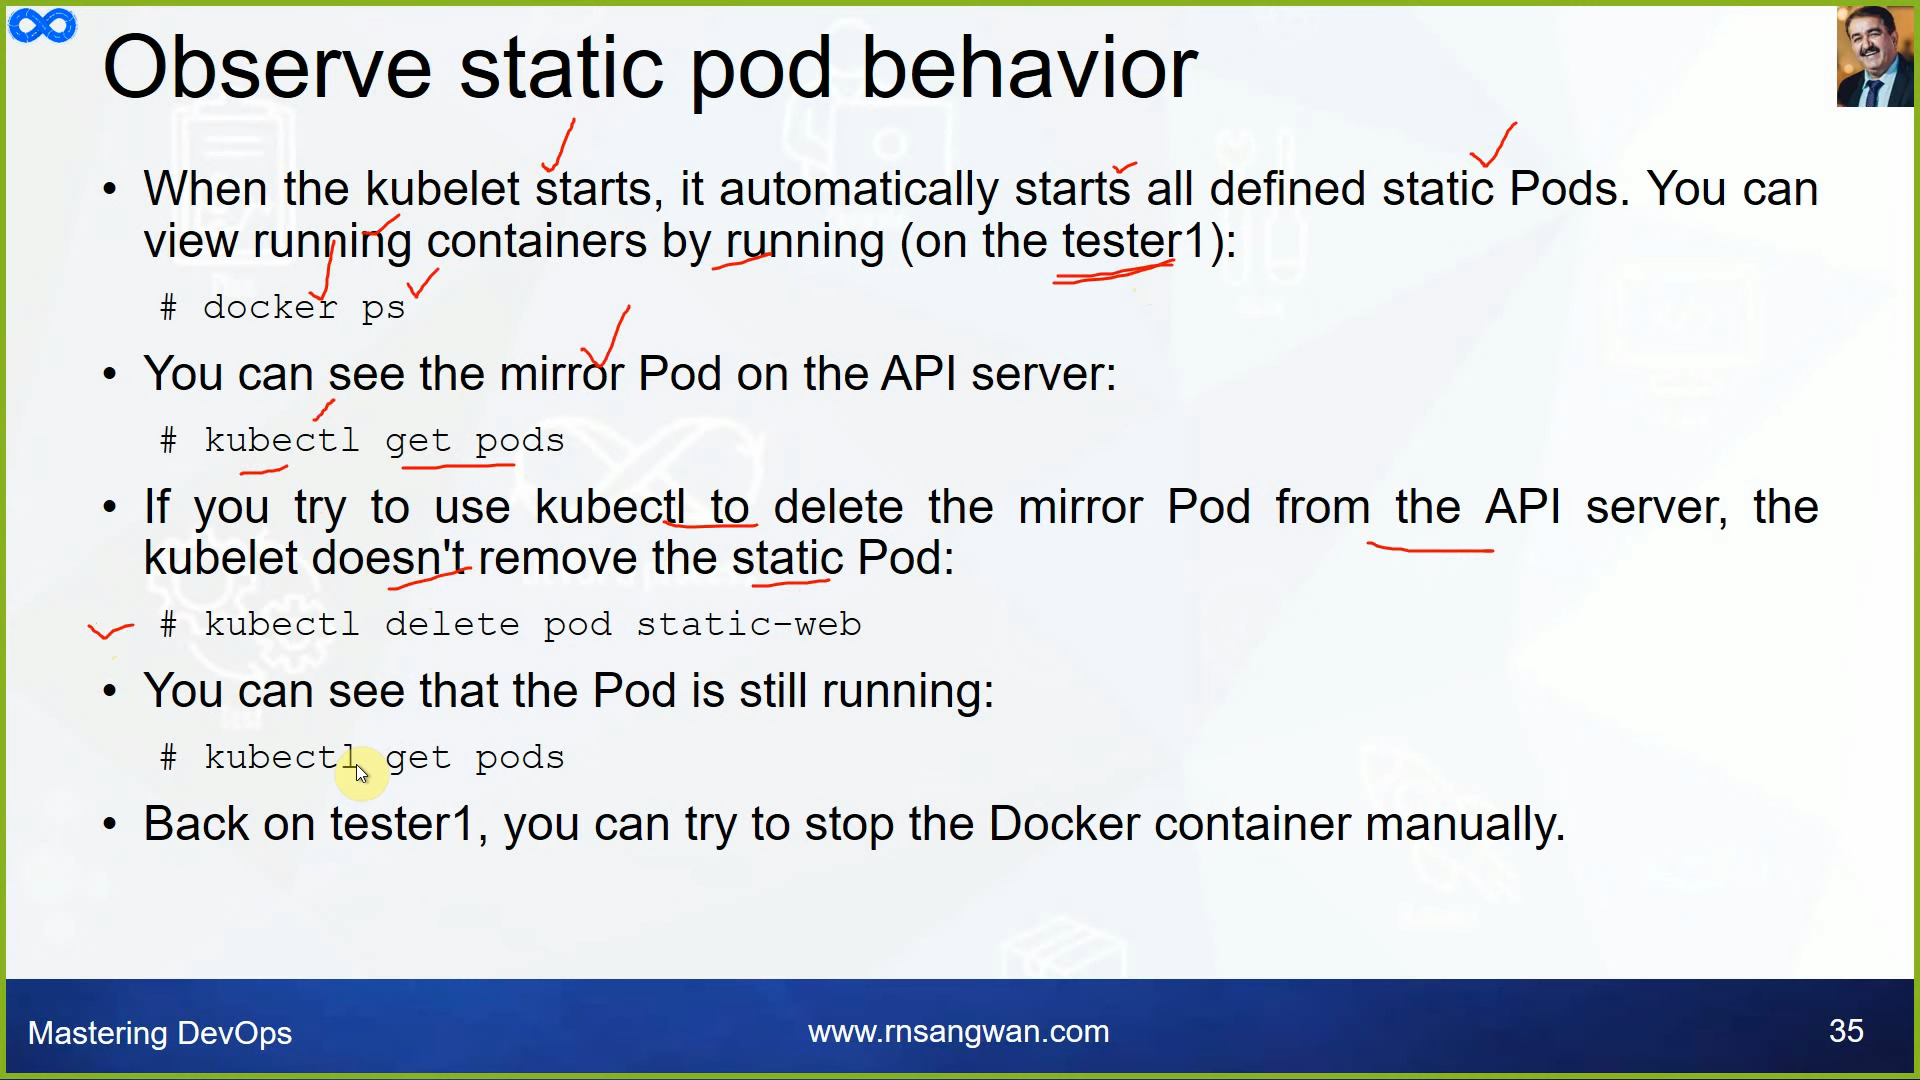 Observe static pod behavior
• When the kubelet starts, it automatically starts all defined static Pods. You can
view running containers by running (on the tester1):
# docker ps
• You can see the mirror Pod on the API server:
# kubectl get pods
• If you try to use kubectl to delete the mirror Pod from the API server, the
kubelet doesn't remove the static Pod:
# kubectl delete pod static-web
• You can see that the Pod is still running:
# kubectl get pods
• Back on tester1, you can try to stop the Docker container manually.
Mastering DevOps
www.rnsangwan.com
35